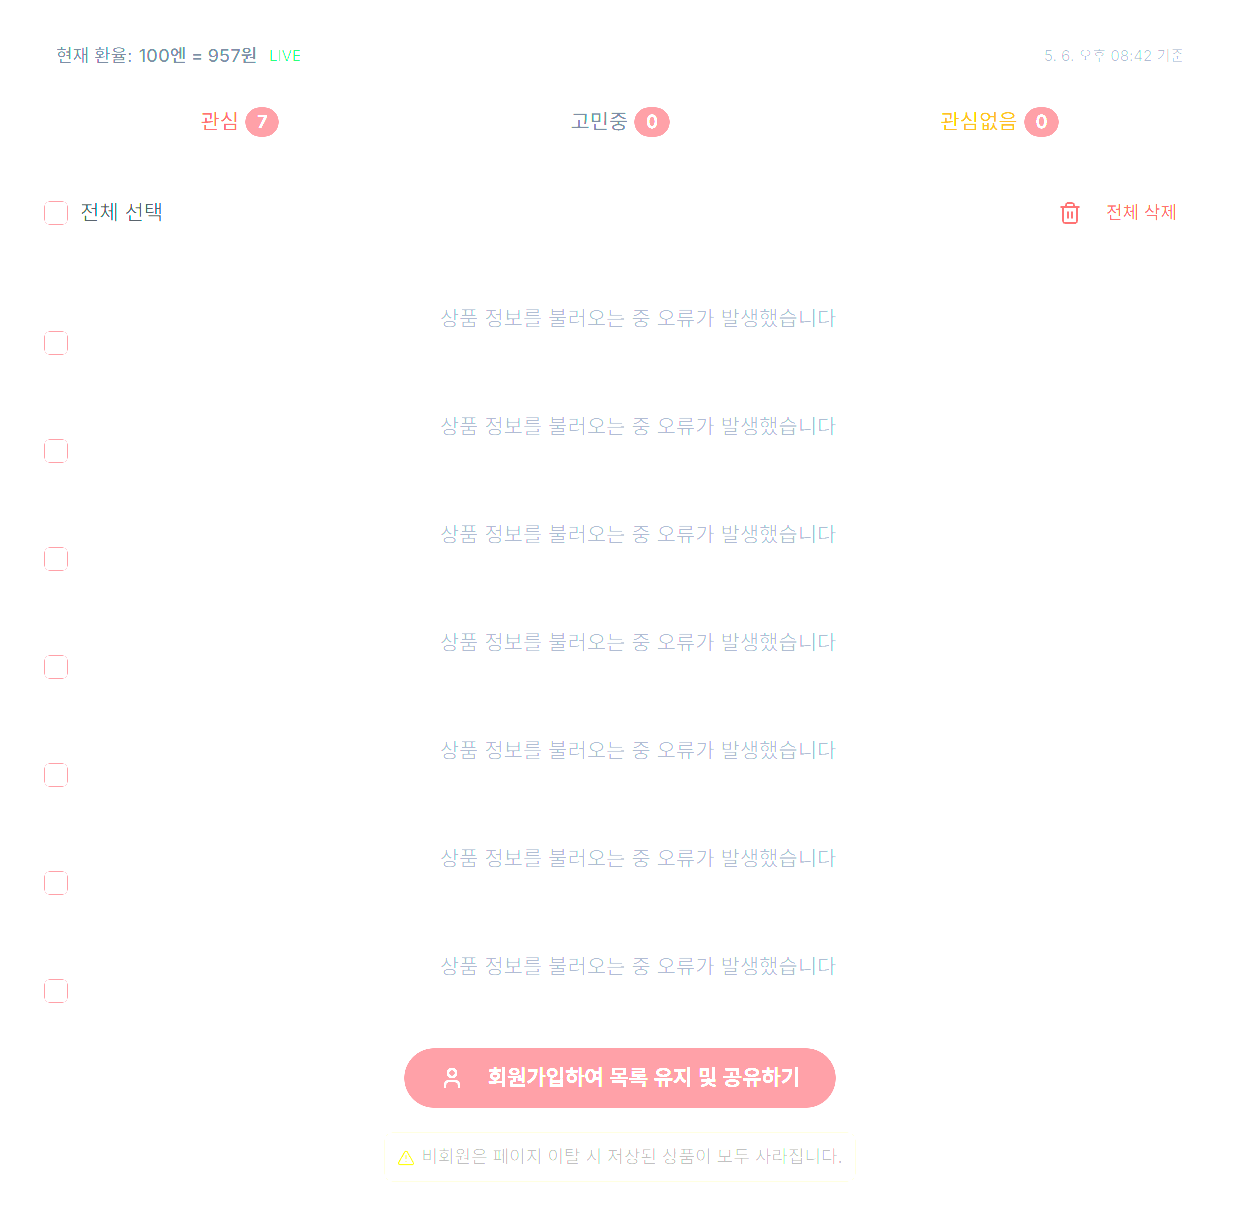 현재 환율: 100엔 = 957원 LIVE
5. 6. 오후 08:42 기준
관심 7
고민중 0
관심없음 0
전체 선택
전체 삭제
상품 정보를 불러오는 중 오류가 발생했습니다
상품 정보를 불러오는 중 오류가 발생했습니다
상품 정보를 불러오는 중 오류가 발생했습니다
상품 정보를 불러오는 중 오류가 발생했습니다
상품 정보를 불러오는 중 오류가 발생했습니다
상품 정보를 불러오는 중 오류가 발생했습니다
상품 정보를 불러오는 중 오류가 발생했습니다
회원가입하여 목록 유지 및 공유하기
비회원은 페이지 이탈 시 저장된 상품이 모두 사라집니다.